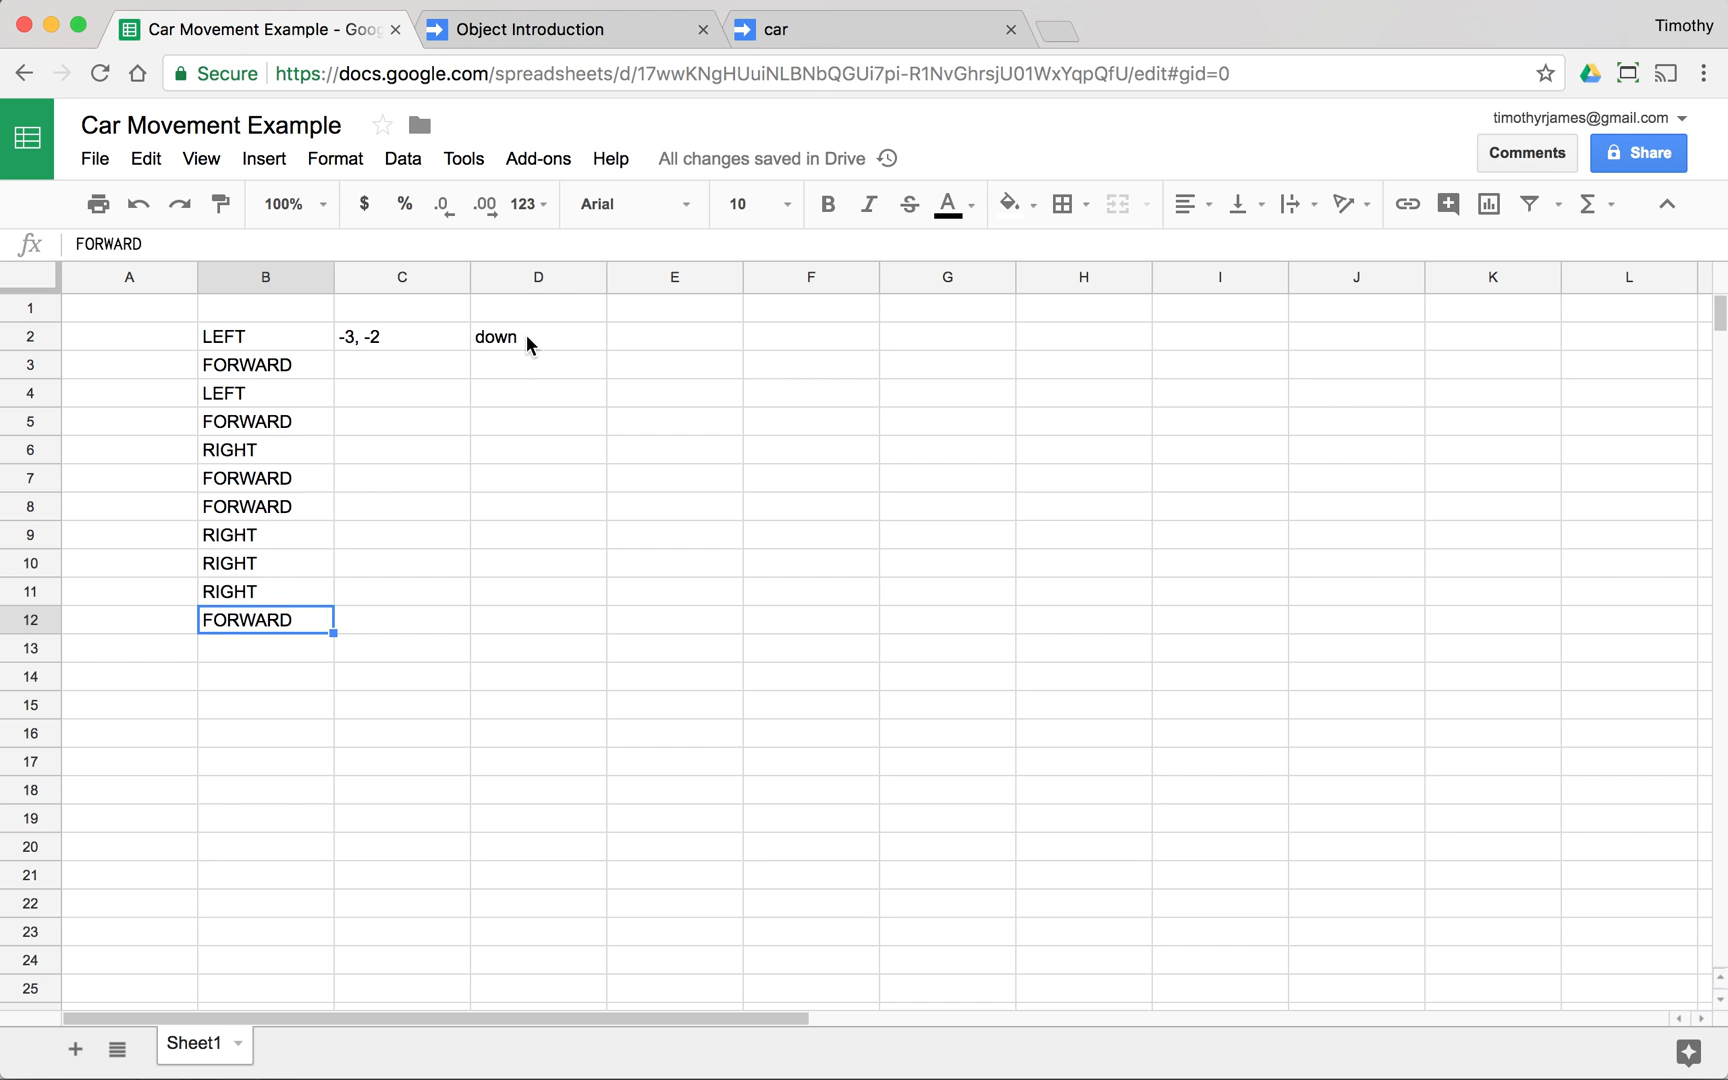 Car Movement Example - Goog
Object Introduction
car
Timothy
Secure
https://docs.google.com/spreadsheets/d/17wwKNgHUuiNLBNbQGUi7pi-R1NvGhrsjU01WxYqpQfU/edit#gid=0
Car Movement Example
timothyrjames@gmail.com
File Edit View Insert Format Data Tools Add-ons Help All changes saved in Drive
Comments
Share
100% $ % .0 .00 123 Arial 10 B I S A
fx FORWARD
A B C D E F G H I J K L
1
2 LEFT -3, -2 down
3 FORWARD
4 LEFT
5 FORWARD
6 RIGHT
7 FORWARD
8 FORWARD
9 RIGHT
10 RIGHT
11 RIGHT
12 FORWARD
13
14
15
16
17
18
19
20
21
22
23
24
25
Sheet1